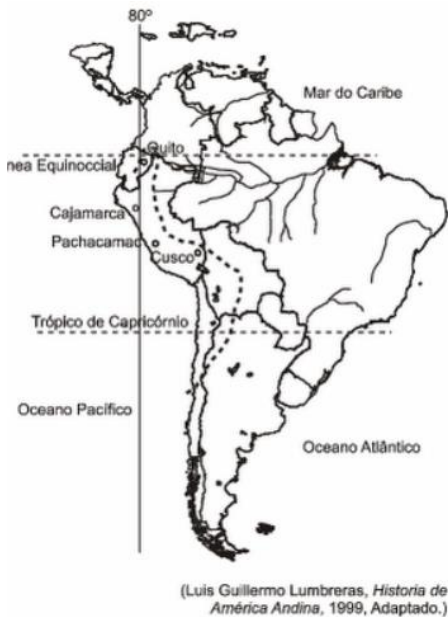 80º
Mar do Caribe
Quito
nea Equinoccial
Cajamarca
Pachacamac
Cusco
Trópico de Capricórnio
Oceano Pacífico
Oceano Atlântico
(Luis Guillermo Lumbreras, Historia de
América Andina, 1999, Adaptado.)